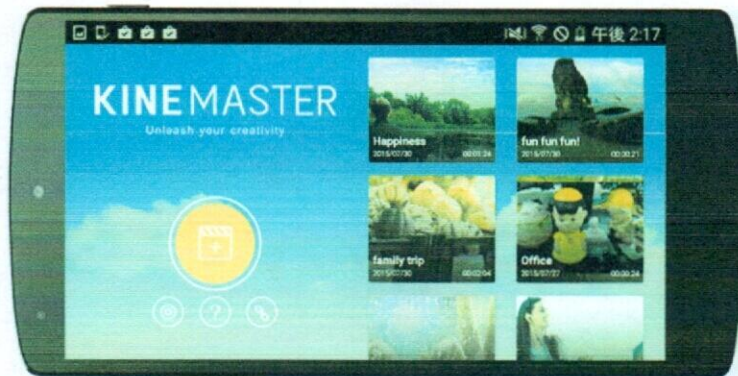 午後 2:17
KINEMASTER
Unleash your creativity
Happiness
2015/07/30 00:01:24
fun fun fun!
2015/07/30 00:00:21
family trip
2015/07/30 00:02:04
Office
2015/07/27 00:00:24
?